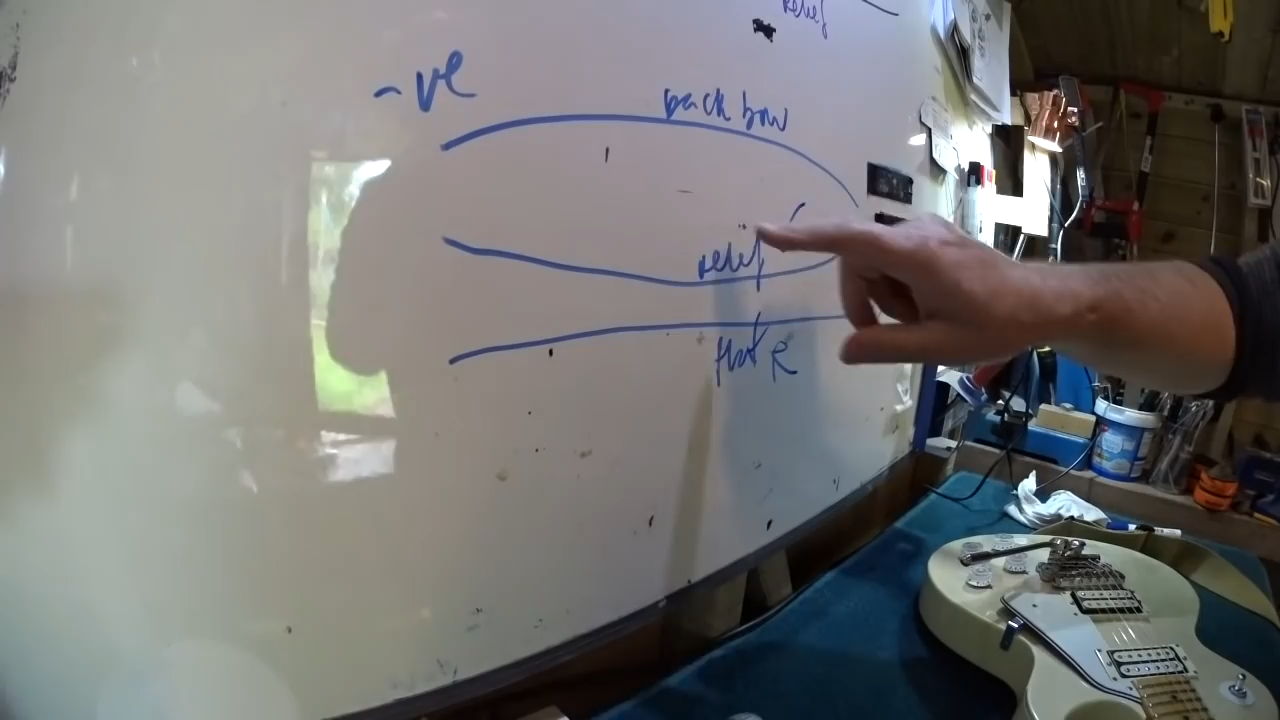 relief
-ve
back bow
relief
flat R